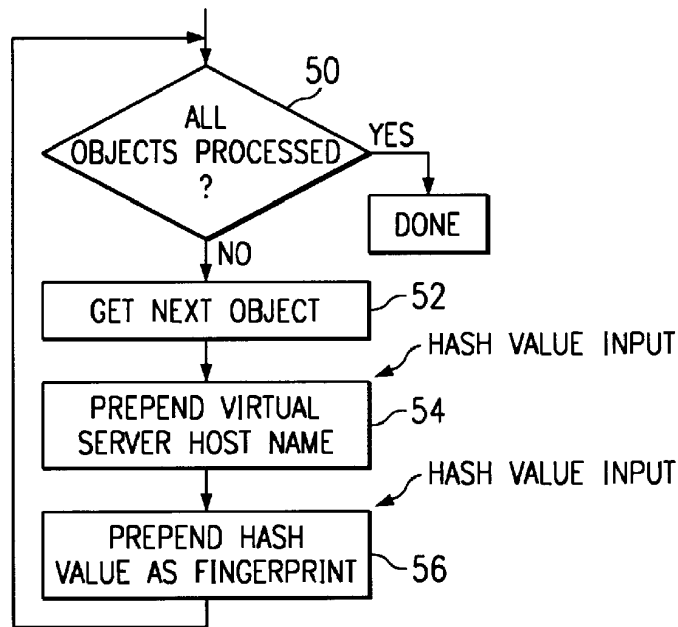 50
ALL
OBJECTS PROCESSED
?
YES
DONE
NO
GET NEXT OBJECT
52
HASH VALUE INPUT
PREPEND VIRTUAL
SERVER HOST NAME
54
HASH VALUE INPUT
PREPEND HASH
VALUE AS FINGERPRINT
56